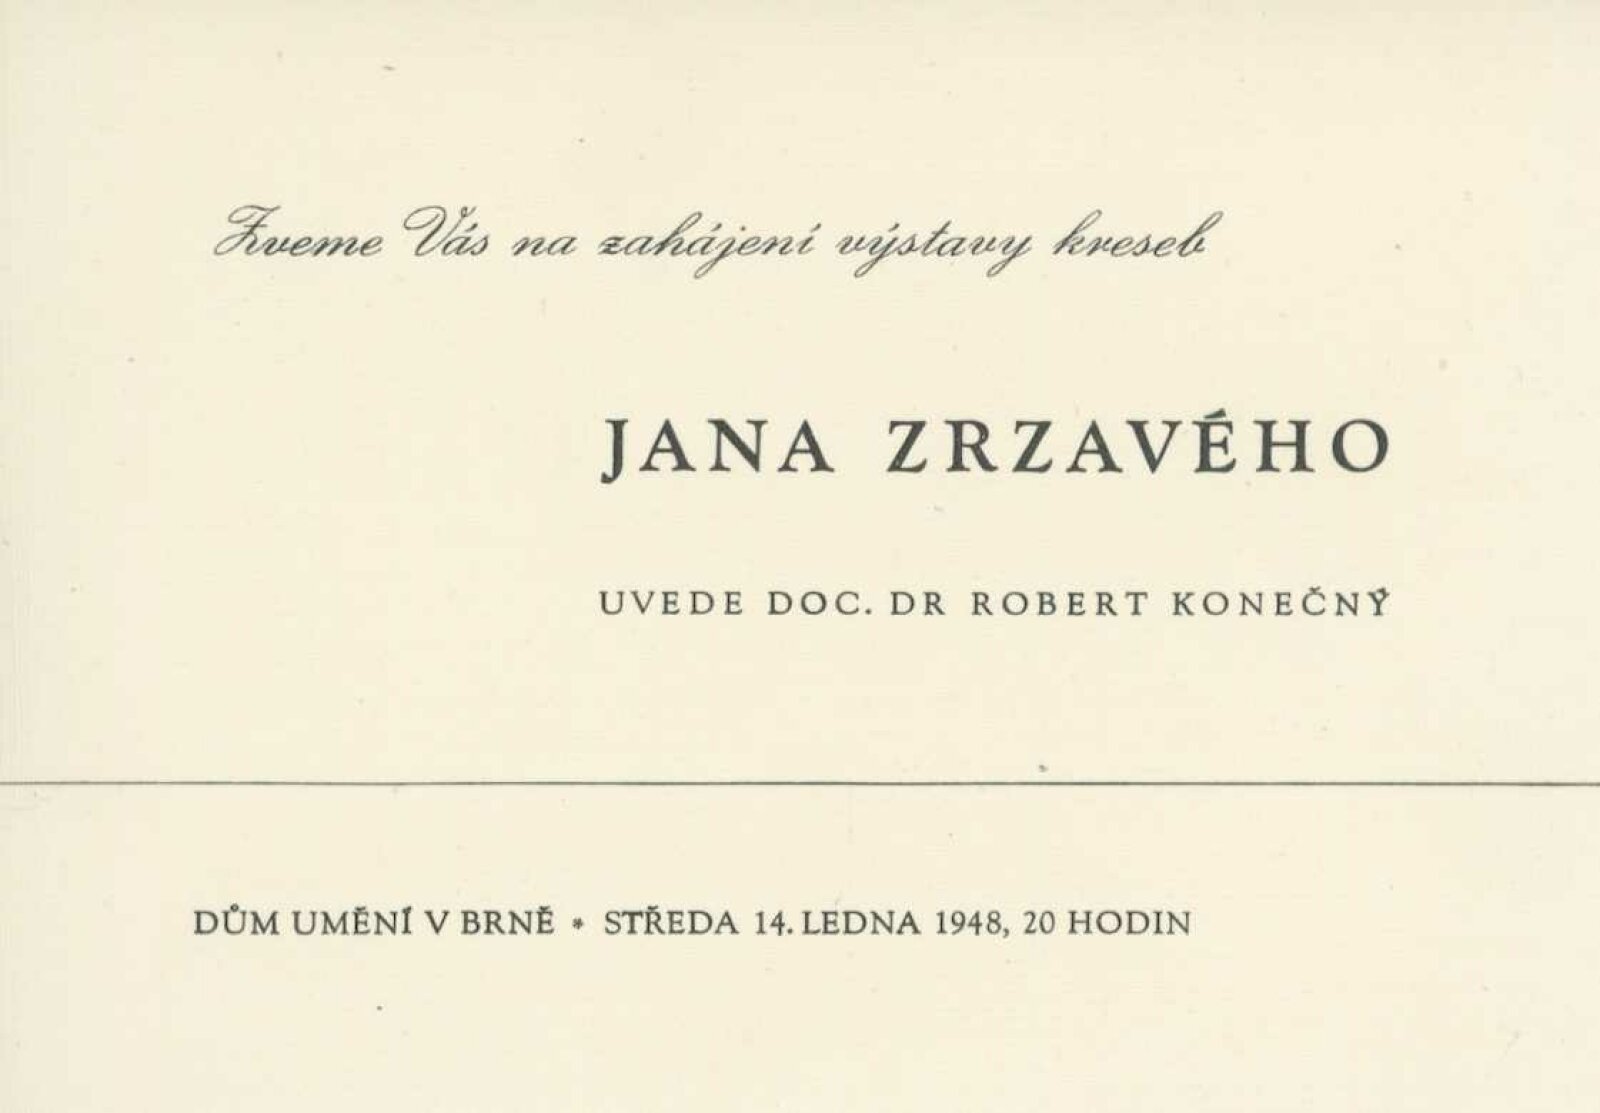 Zveme Vás na zahájení výstavy kreseb
JANA ZRZAVÉHO
UVEDE DOC. DR ROBERT KONEČNÝ
DŮM UMĚNÍ V BRNĚ * STŘEDA 14. LEDNA 1948, 20 HODIN